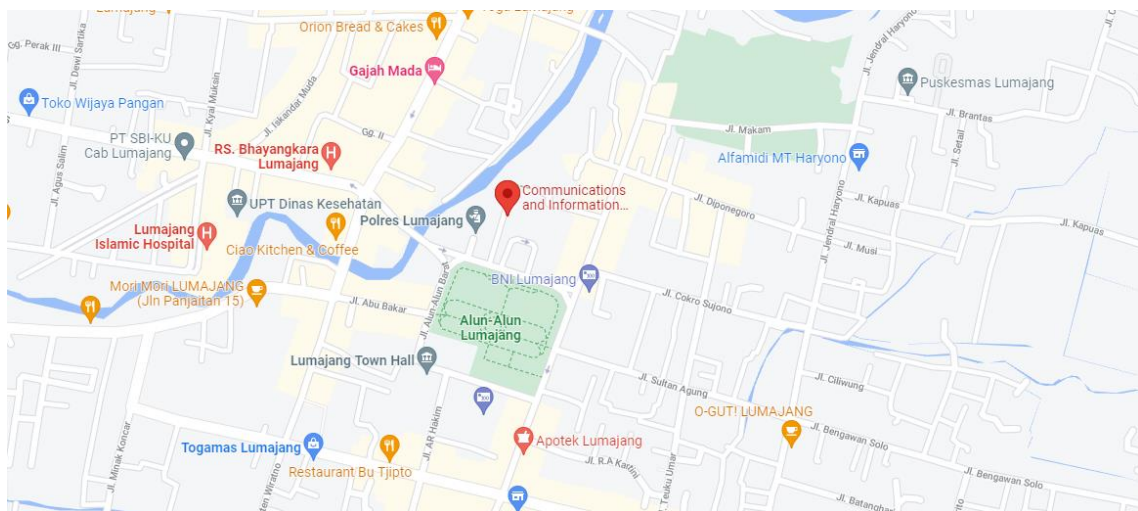 Lumajang
Orion Bread & Cakes
Gg. Perak III
Jl. Dewi Sartika
Gajah Mada
Jl. Jendral Haryono
Puskesmas Lumajang
Toko Wijaya Pangan
Jl. Kyai Muksin
Jl. Iskandar Muda
Gg. II
Jl. Makam
Jl. Brantas
PT SBI-KU
Cab Lumajang
RS. Bhayangkara
Lumajang
Alfamidi MT Haryono
Jl. Setail
Jl. Agus Salim
UPT Dinas Kesehatan
Communications
and Information...
Jl. Diponegoro
Jl. Kapuas
Jl. Kapuas
Polres Lumajang
Lumajang
Islamic Hospital
Ciao Kitchen & Coffee
Jl. Musi
Jl. Jendral Haryono
Mori Mori LUMAJANG
(Jln Panjaitan 15)
Jl. Abu Bakar
Jl. Alun-Alun Barat
BNI Lumajang
Jl. Cokro Sujono
Alun-Alun
Lumajang
Lumajang Town Hall
Jl. Sultan Agung
Jl. Ciliwung
O-GUT! LUMAJANG
Jl. Bengawan Solo
Jl. Minak Koncar
Togamas Lumajang
Jl. AR Hakim
Apotek Lumajang
Restaurant Bu Tjipto
Jl. R.A Kartini
Jl. Teuku Umar
Jl. Bengawan Solo